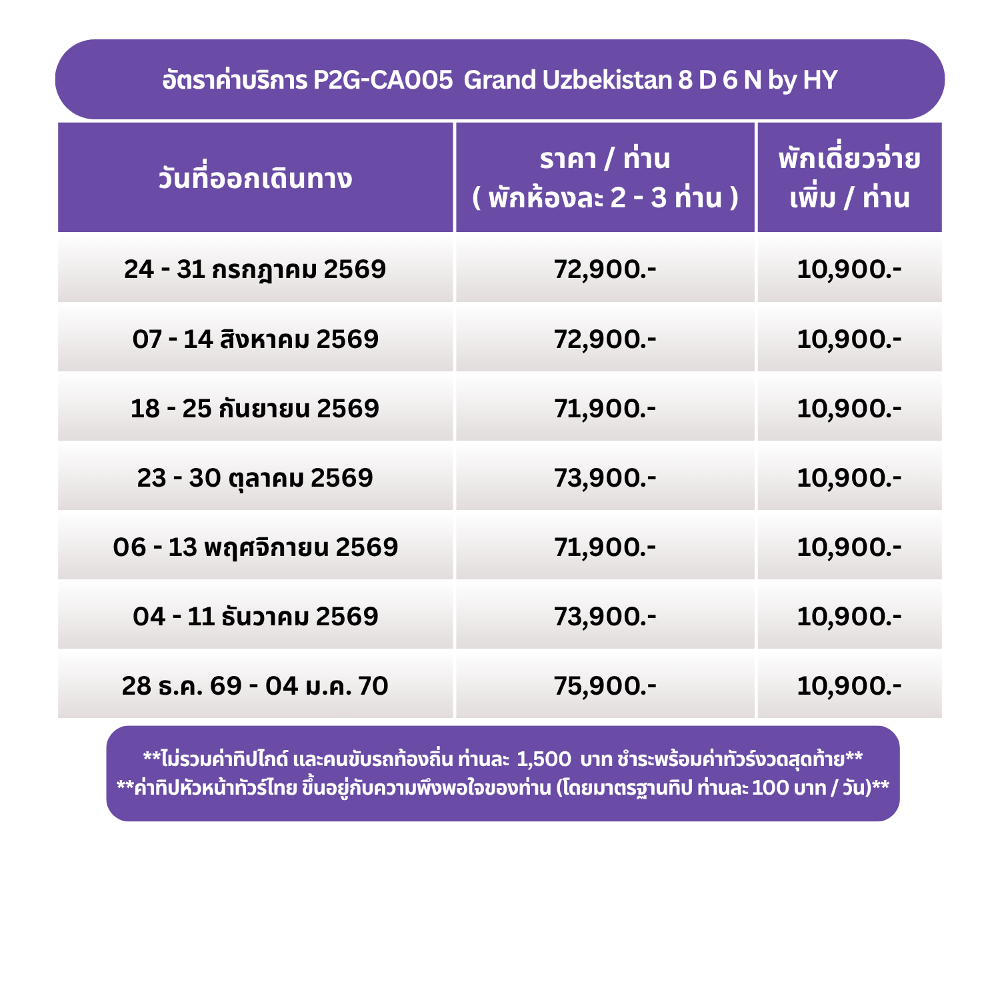 อัตราค่าบริการ P2G-CA005 Grand Uzbekistan 8 D 6 N by HY
วันที่ออกเดินทาง
ราคา / ท่าน
( พักห้องละ 2 - 3 ท่าน )
พักเดี่ยวจ่าย
เพิ่ม / ท่าน
24 - 31 กรกฎาคม 2569 72,900.- 10,900.-
07 - 14 สิงหาคม 2569 72,900.- 10,900.-
18 - 25 กันยายน 2569 71,900.- 10,900.-
23 - 30 ตุลาคม 2569 73,900.- 10,900.-
06 - 13 พฤศจิกายน 2569 71,900.- 10,900.-
04 - 11 ธันวาคม 2569 73,900.- 10,900.-
28 ธ.ค. 69 - 04 ม.ค. 70 75,900.- 10,900.-
**ไม่รวมค่าทิปไกด์ และคนขับรถท้องถิ่น ท่านละ 1,500 บาท ชำระพร้อมค่าทัวร์งวดสุดท้าย**
**ค่าทิปหัวหน้าทัวร์ไทย ขึ้นอยู่กับความพึงพอใจของท่าน (โดยมาตรฐานทิป ท่านละ 100 บาท / วัน)**